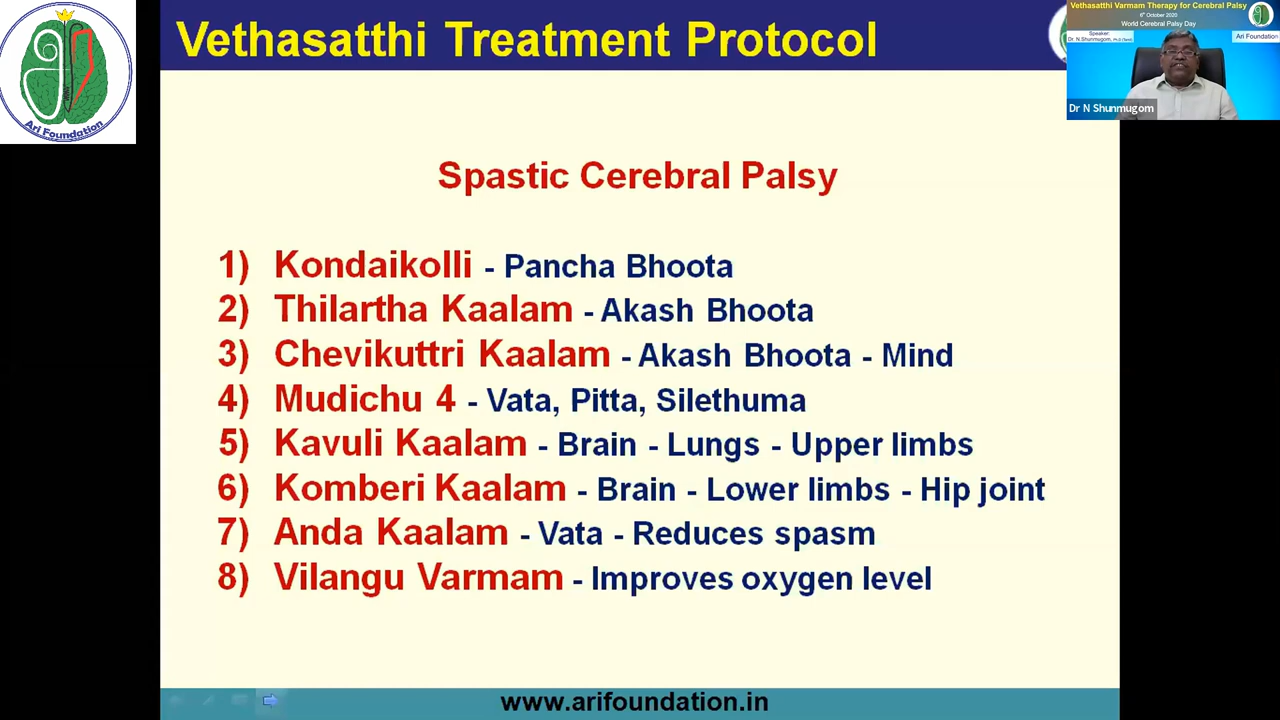 Vethasatthi Treatment Protocol
Vethasatthi Varmam Therapy for Cerebral Palsy
6th October 2020
World Cerebral Palsy Day
Speaker:
Dr. N.Shunmugom, Ph.D (Tamil)
Ari Foundation
Dr N Shunmugom
Ari Foundation
Spastic Cerebral Palsy
1) Kondaikolli - Pancha Bhoota
2) Thilartha Kaalam - Akash Bhoota
3) Chevikuttri Kaalam - Akash Bhoota - Mind
4) Mudichu 4 - Vata, Pitta, Silethuma
5) Kavuli Kaalam - Brain - Lungs - Upper limbs
6) Komberi Kaalam - Brain - Lower limbs - Hip joint
7) Anda Kaalam - Vata - Reduces spasm
8) Vilangu Varmam - Improves oxygen level
www.arifoundation.in